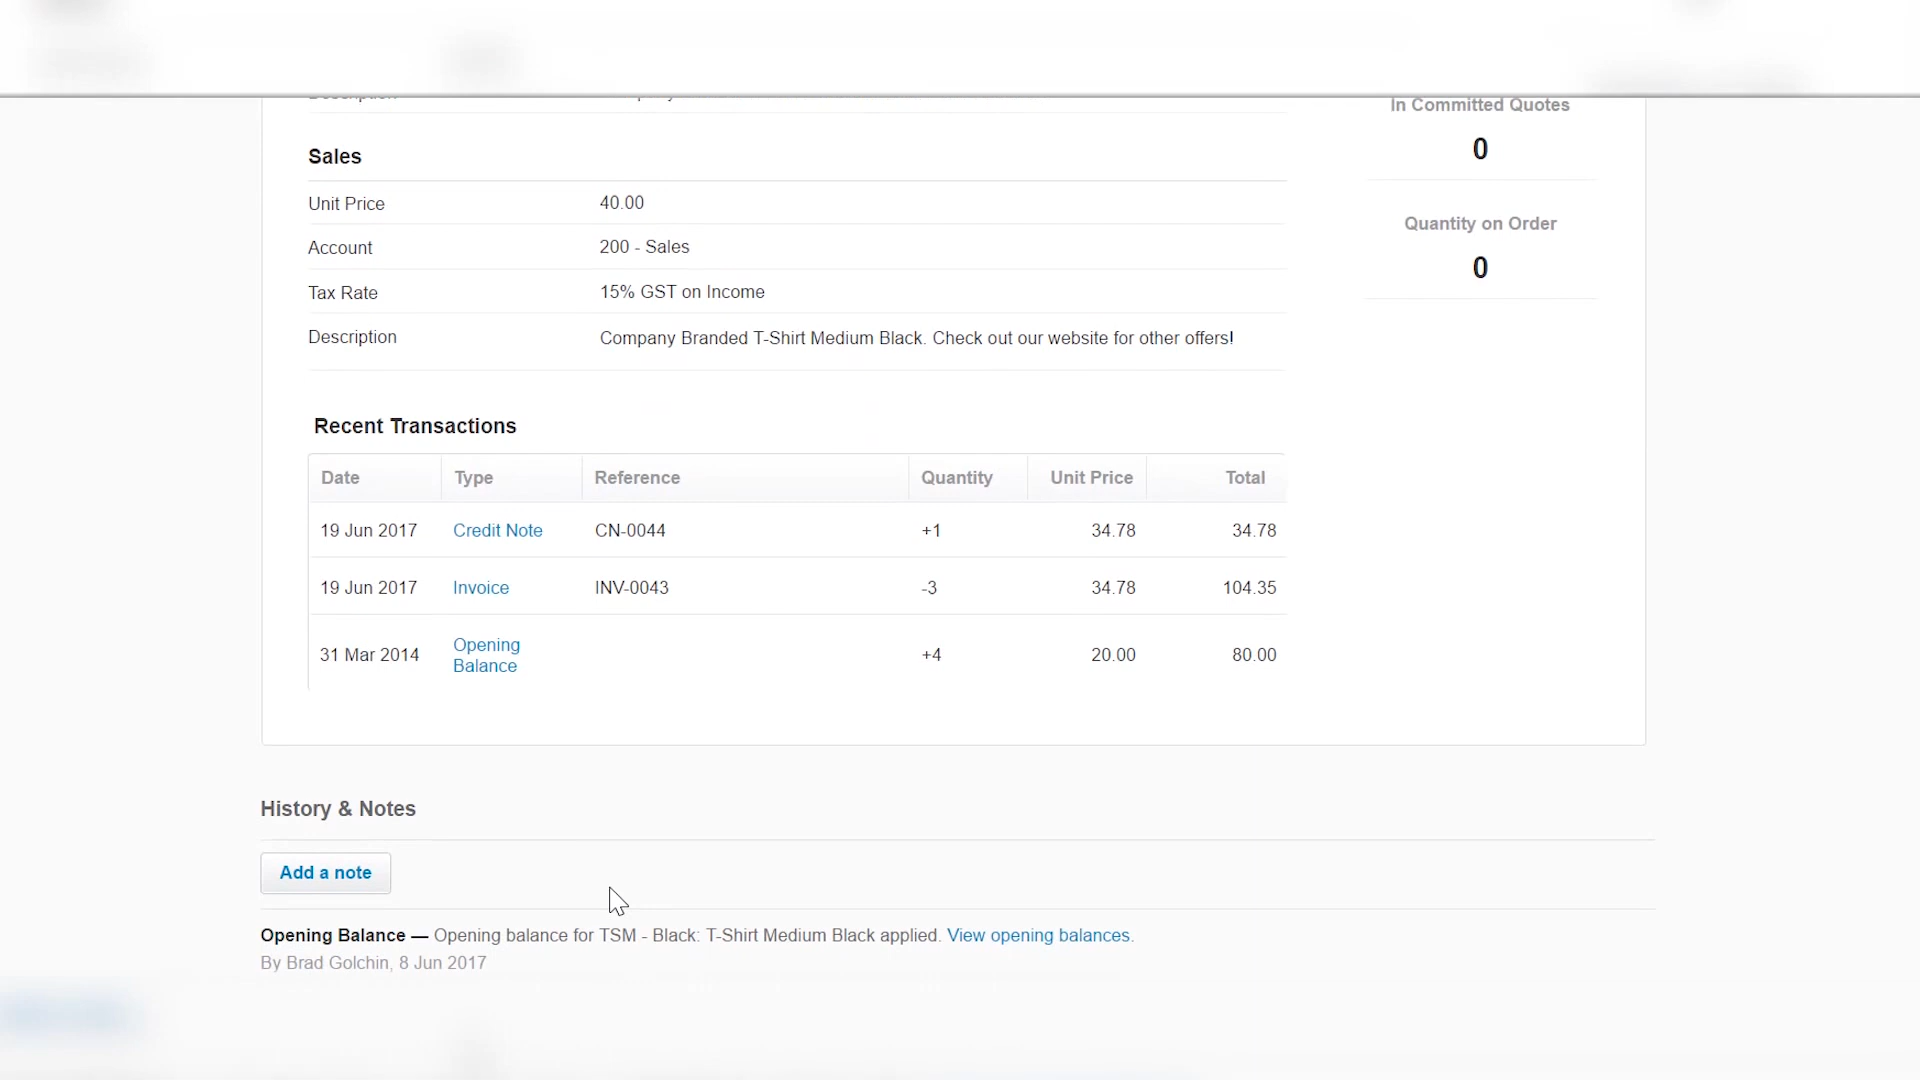 In Committed Quotes
0
Sales
Unit Price 40.00
Quantity on Order
Account 200 - Sales
0
Tax Rate 15% GST on Income
Description Company Branded T-Shirt Medium Black. Check out our website for other offers!
Recent Transactions
Date Type Reference Quantity Unit Price Total
19 Jun 2017 Credit Note CN-0044 +1 34.78 34.78
19 Jun 2017 Invoice INV-0043 -3 34.78 104.35
31 Mar 2014 Opening Balance +4 20.00 80.00
History & Notes
Add a note
Opening Balance — Opening balance for TSM - Black: T-Shirt Medium Black applied. View opening balances.
By Brad Golchin, 8 Jun 2017